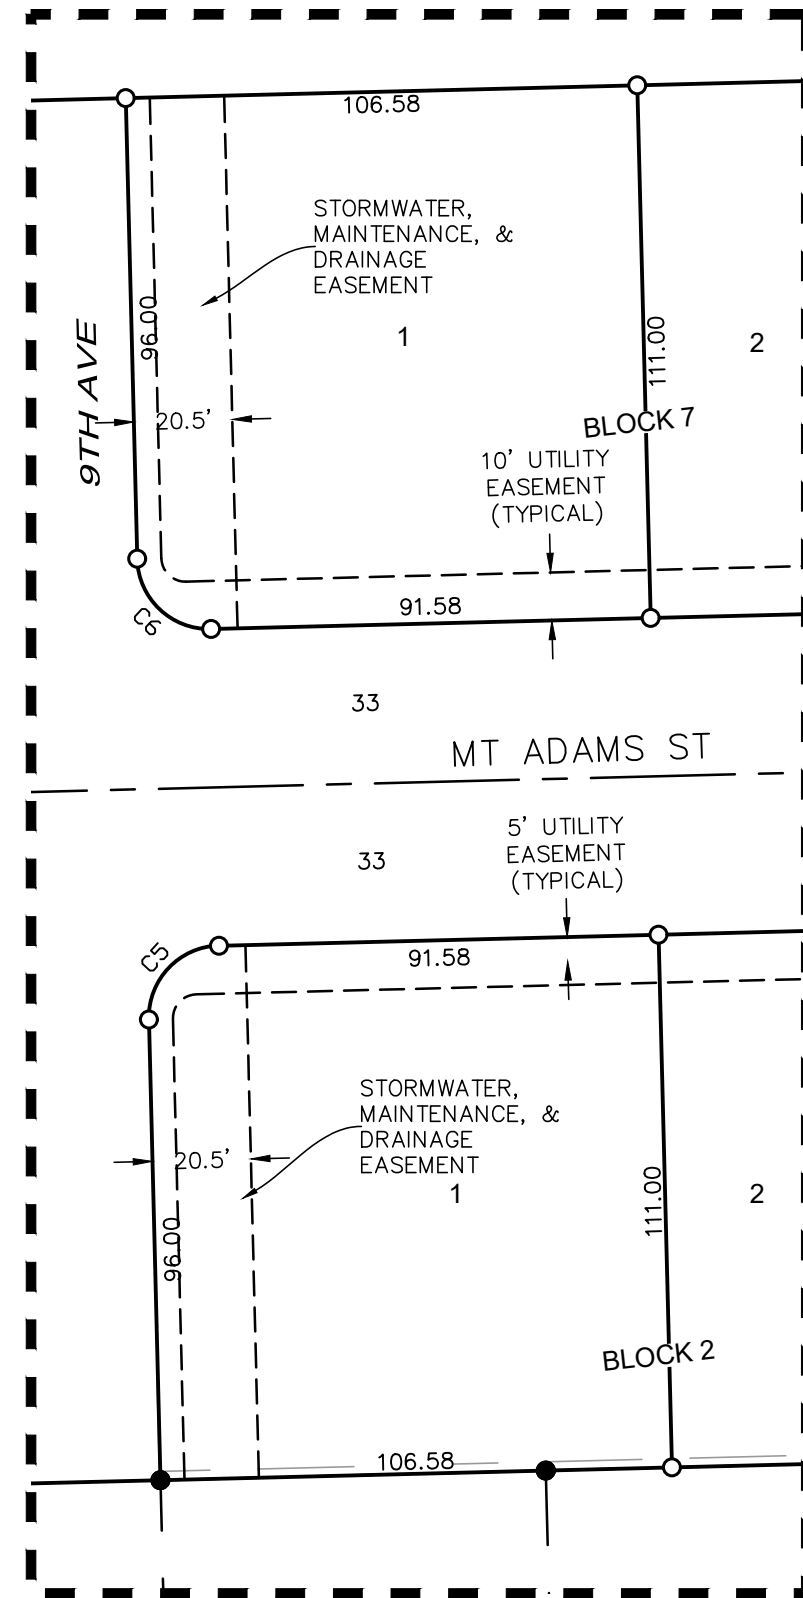 106.58
STORMWATER,
MAINTENANCE, &
DRAINAGE
EASEMENT
96.00
9TH AVE
1
111.00
2
20.5'
BLOCK 7
10' UTILITY
EASEMENT
(TYPICAL)
C6
91.58
33
MT ADAMS ST
33
5' UTILITY
EASEMENT
(TYPICAL)
C5
91.58
STORMWATER,
MAINTENANCE, &
DRAINAGE
EASEMENT
20.5'
1
111.00
2
96.00
BLOCK 2
106.58